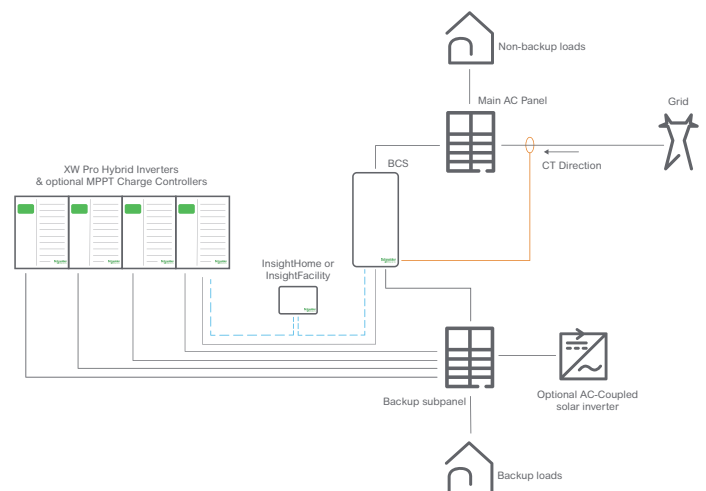 Non-backup loads
Main AC Panel
Grid
CT Direction
BCS
XW Pro Hybrid Inverters
& optional MPPT Charge Controllers
InsightHome or
InsightFacility
Backup subpanel
Optional AC-Coupled
solar inverter
Backup loads